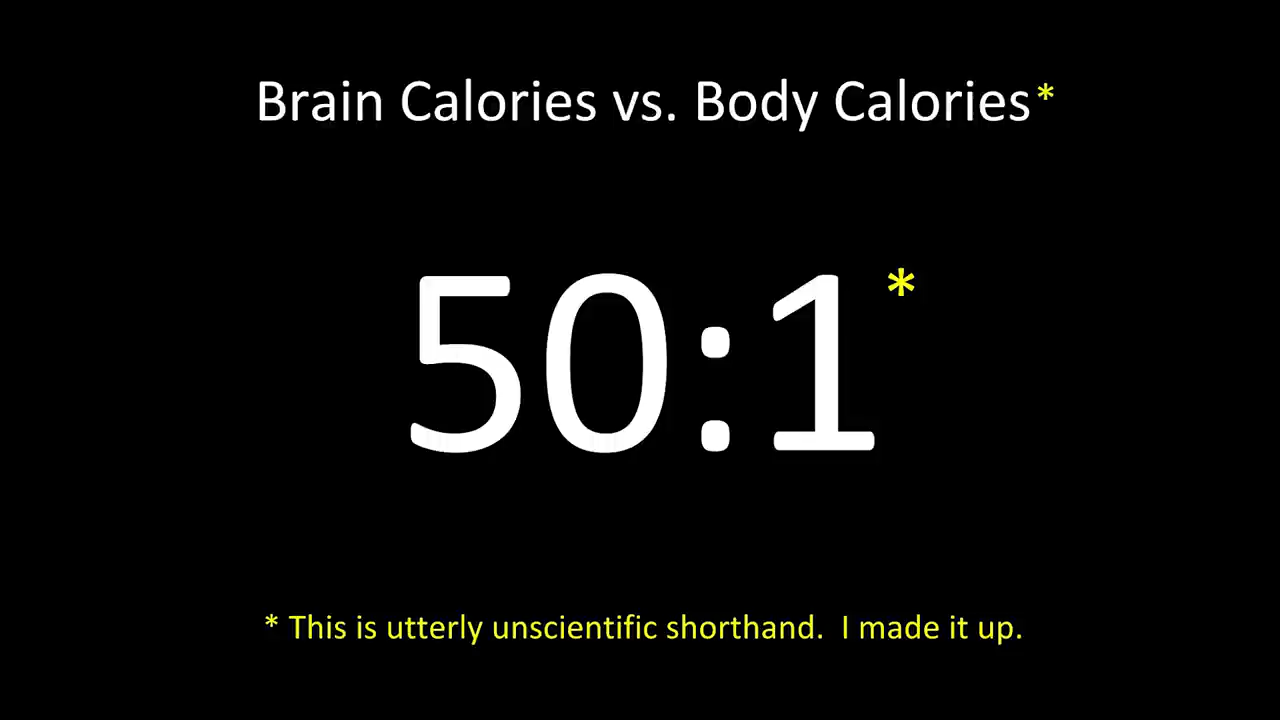 Brain Calories vs. Body Calories*
50:1*
* This is utterly unscientific shorthand.  I made it up.